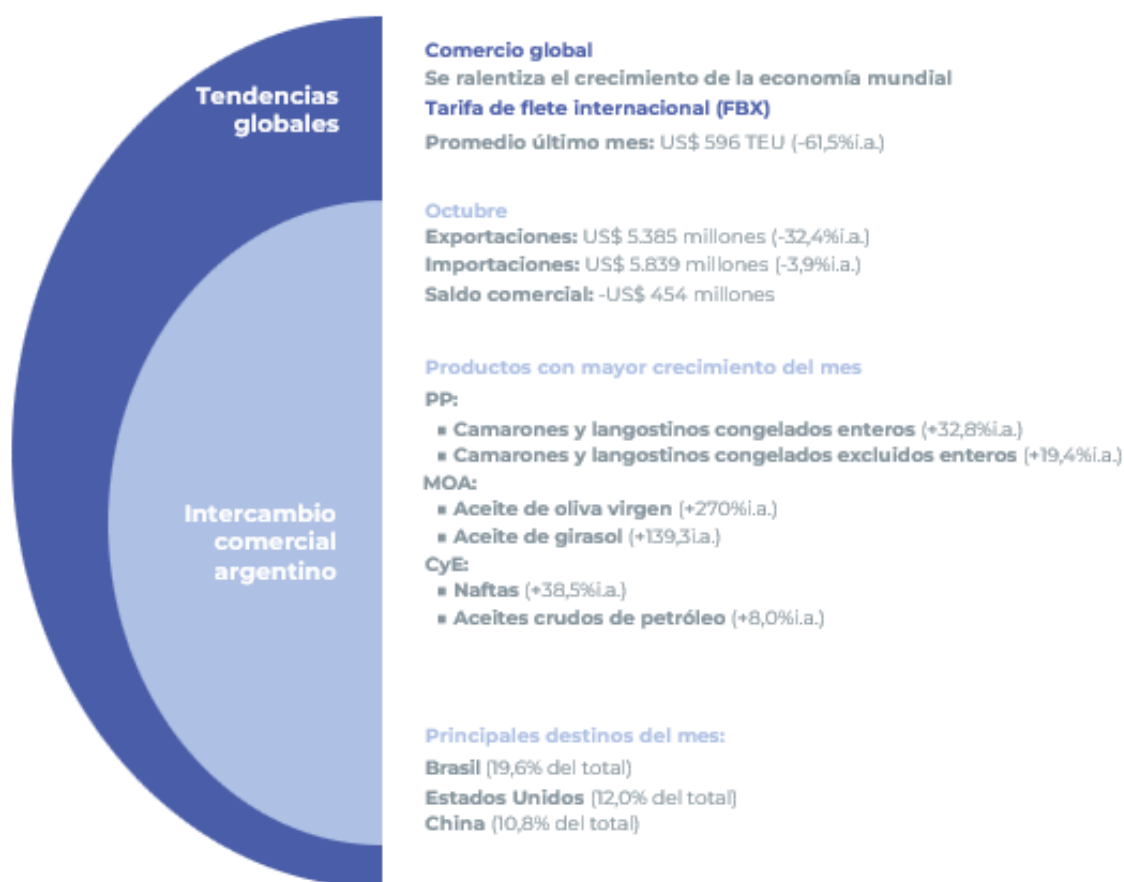 Tendencias
globales
Comercio global
Se ralentiza el crecimiento de la economía mundial
Tarifa de flete internacional (FBX)
Promedio último mes: US$ 596 TEU (-61,5%i.a.)
Octubre
Exportaciones: US$ 5.385 millones (-32,4%i.a.)
Importaciones: US$ 5.839 millones (-3,9%i.a.)
Saldo comercial: -US$ 454 millones
Intercambio
comercial
argentino
Productos con mayor crecimiento del mes
PP:
▪ Camarones y langostinos congelados enteros (+32,8%i.a.)
▪ Camarones y langostinos congelados excluidos enteros (+19,4%i.a.)
MOA:
▪ Aceite de oliva virgen (+270%i.a.)
▪ Aceite de girasol (+139,3i.a.)
CyE:
▪ Naftas (+38,5%i.a.)
▪ Aceites crudos de petróleo (+8,0%i.a.)
Principales destinos del mes:
Brasil (19,6% del total)
Estados Unidos (12,0% del total)
China (10,8% del total)